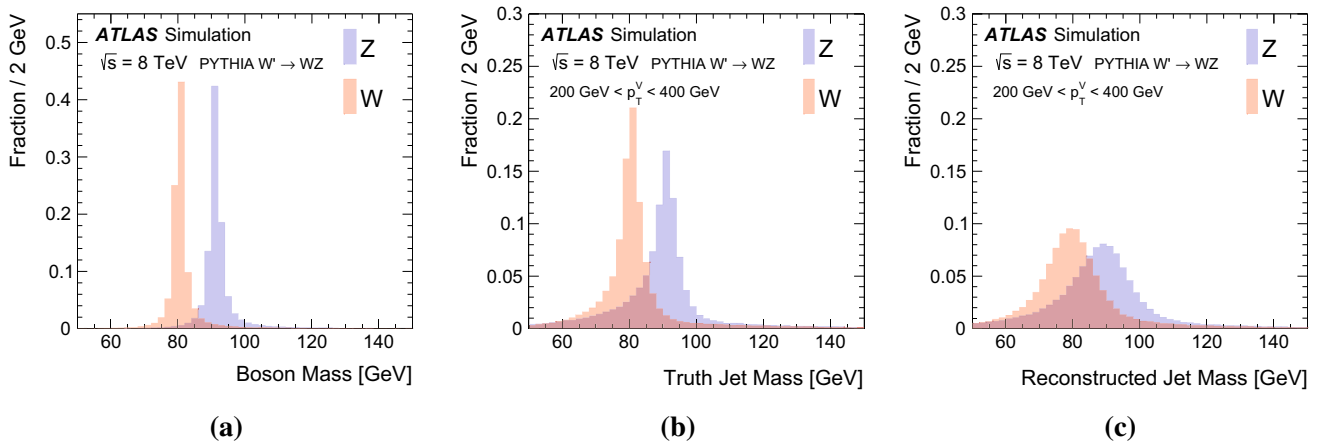 ATLAS Simulation
√s = 8 TeV PYTHIA W' → WZ
Z
W
Fraction / 2 GeV
0.5
0.4
0.3
0.2
0.1
0
60 80 100 120 140
Boson Mass [GeV]
(a)
ATLAS Simulation
√s = 8 TeV PYTHIA W' → WZ
200 GeV < p_T^V < 400 GeV
Z
W
Fraction / 2 GeV
0.3
0.25
0.2
0.15
0.1
0.05
0
60 80 100 120 140
Truth Jet Mass [GeV]
(b)
ATLAS Simulation
√s = 8 TeV PYTHIA W' → WZ
200 GeV < p_T^V < 400 GeV
Z
W
Fraction / 2 GeV
0.3
0.25
0.2
0.15
0.1
0.05
0
60 80 100 120 140
Reconstructed Jet Mass [GeV]
(c)